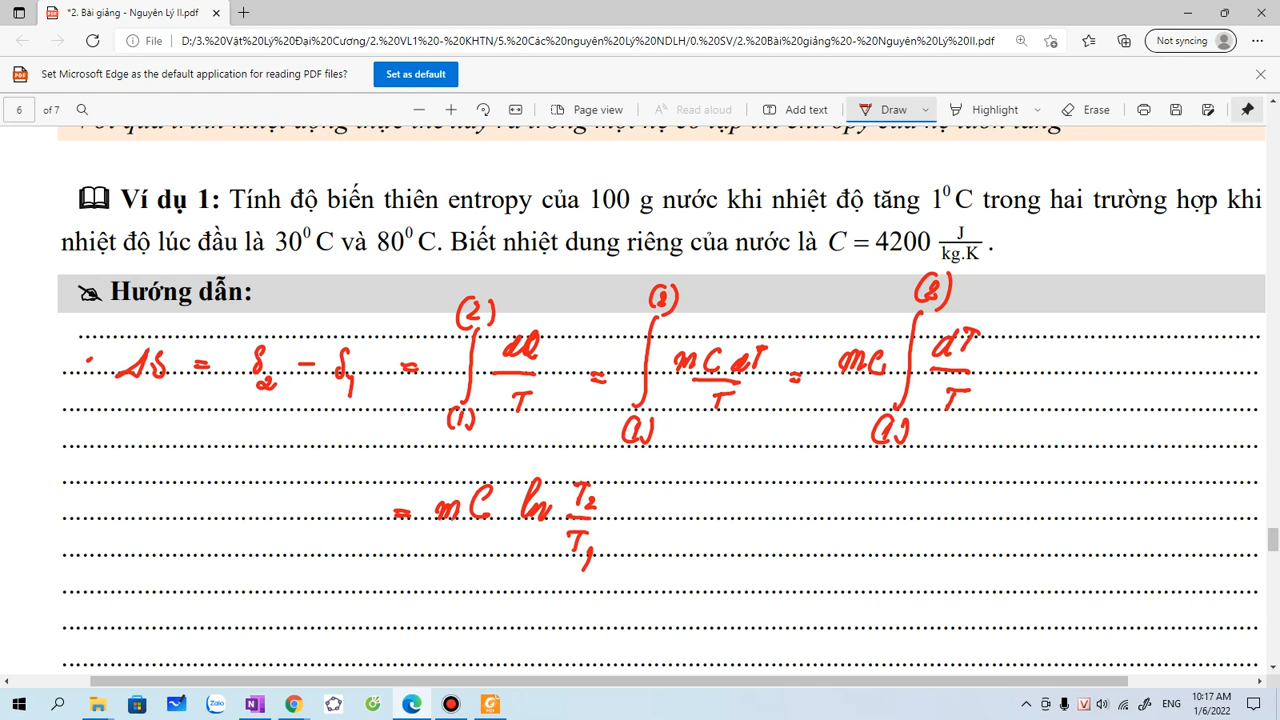 *2. Bài giảng - Nguyên Lý II.pdf
File D:/3.%20Vật%20Lý%20Đại%20Cương/2.%20VL1%20-%20KHTN/5.%20Các%20nguyên%20Lý%20NDLH/0.%20SV/2.%20Bài%20giảng%20-%20Nguyên%20Lý%20II.pdf Not syncing
Set Microsoft Edge as the default application for reading PDF files? Set as default
6 of 7 Page view Read aloud Add text Draw Highlight Erase
Ví dụ 1: Tính độ biến thiên entropy của 100 g nước khi nhiệt độ tăng 1⁰ C trong hai trường hợp khi
nhiệt độ lúc đầu là 30⁰ C và 80⁰ C. Biết nhiệt dung riêng của nước là C = 4200 J/kg.K .
Hướng dẫn:
ΔS = S₂ - S₁ = ∫₍₁₎⁽²⁾ dQ/T = ∫₍₁₎⁽²⁾ mCdT/T = mC ∫₍₁₎⁽²⁾ dT/T
= mC ln T₂/T₁
Zalo ENG 10:17 AM
1/6/2022